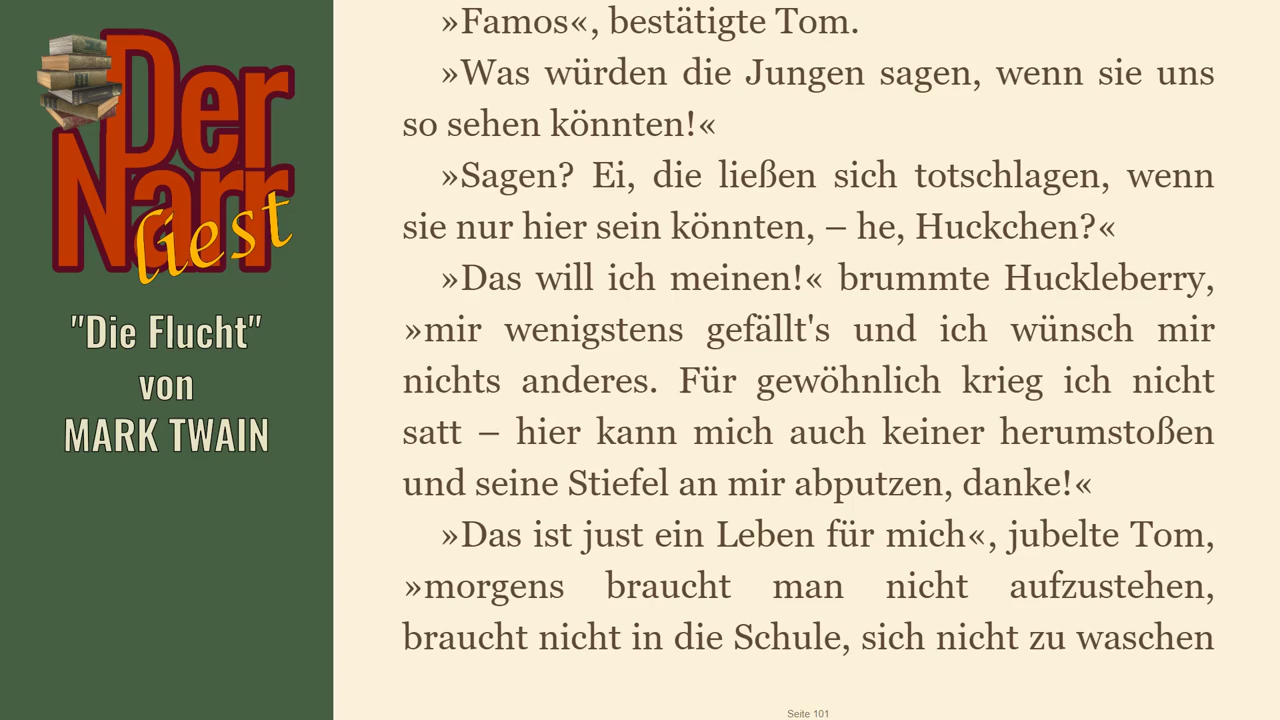 Der
Narr
liest
"Die Flucht"
von
MARK TWAIN
»Famos«, bestätigte Tom.
»Was würden die Jungen sagen, wenn sie uns
so sehen könnten!«
»Sagen? Ei, die ließen sich totschlagen, wenn
sie nur hier sein könnten, – he, Huckchen?«
»Das will ich meinen!« brummte Huckleberry,
»mir wenigstens gefällt's und ich wünsch mir
nichts anderes. Für gewöhnlich krieg ich nicht
satt – hier kann mich auch keiner herumstoßen
und seine Stiefel an mir abputzen, danke!«
»Das ist just ein Leben für mich«, jubelte Tom,
»morgens braucht man nicht aufzustehen,
braucht nicht in die Schule, sich nicht zu waschen
Seite 101